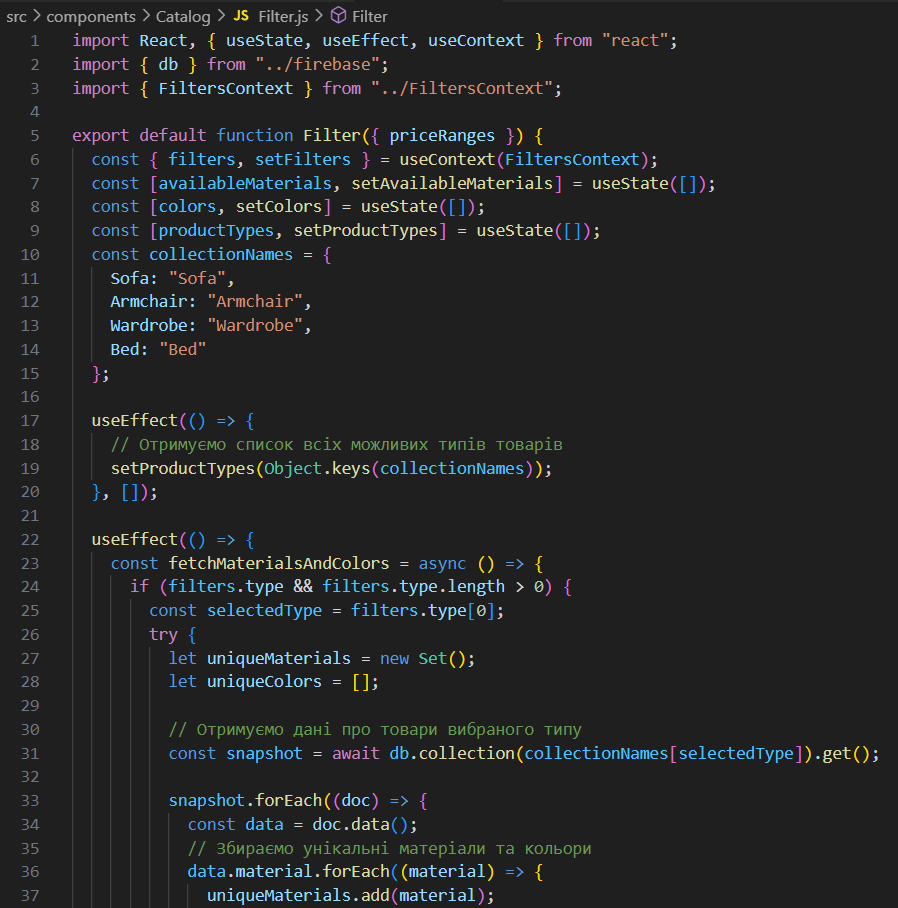 src > components > Catalog > JS Filter.js > Filter
1 import React, { useState, useEffect, useContext } from "react";
2 import { db } from "../firebase";
3 import { FiltersContext } from "../FiltersContext";
4
5 export default function Filter({ priceRanges }) {
6 const { filters, setFilters } = useContext(FiltersContext);
7 const [availableMaterials, setAvailableMaterials] = useState([]);
8 const [colors, setColors] = useState([]);
9 const [productTypes, setProductTypes] = useState([]);
10 const collectionNames = {
11 Sofa: "Sofa",
12 Armchair: "Armchair",
13 Wardrobe: "Wardrobe",
14 Bed: "Bed"
15 };
16
17 useEffect(() => {
18 // Отримуємо список всіх можливих типів товарів
19 setProductTypes(Object.keys(collectionNames));
20 }, []);
21
22 useEffect(() => {
23 const fetchMaterialsAndColors = async () => {
24 if (filters.type && filters.type.length > 0) {
25 const selectedType = filters.type[0];
26 try {
27 let uniqueMaterials = new Set();
28 let uniqueColors = [];
29
30 // Отримуємо дані про товари вибраного типу
31 const snapshot = await db.collection(collectionNames[selectedType]).get();
32
33 snapshot.forEach((doc) => {
34 const data = doc.data();
35 // Збираємо унікальні матеріали та кольори
36 data.material.forEach((material) => {
37 uniqueMaterials.add(material);